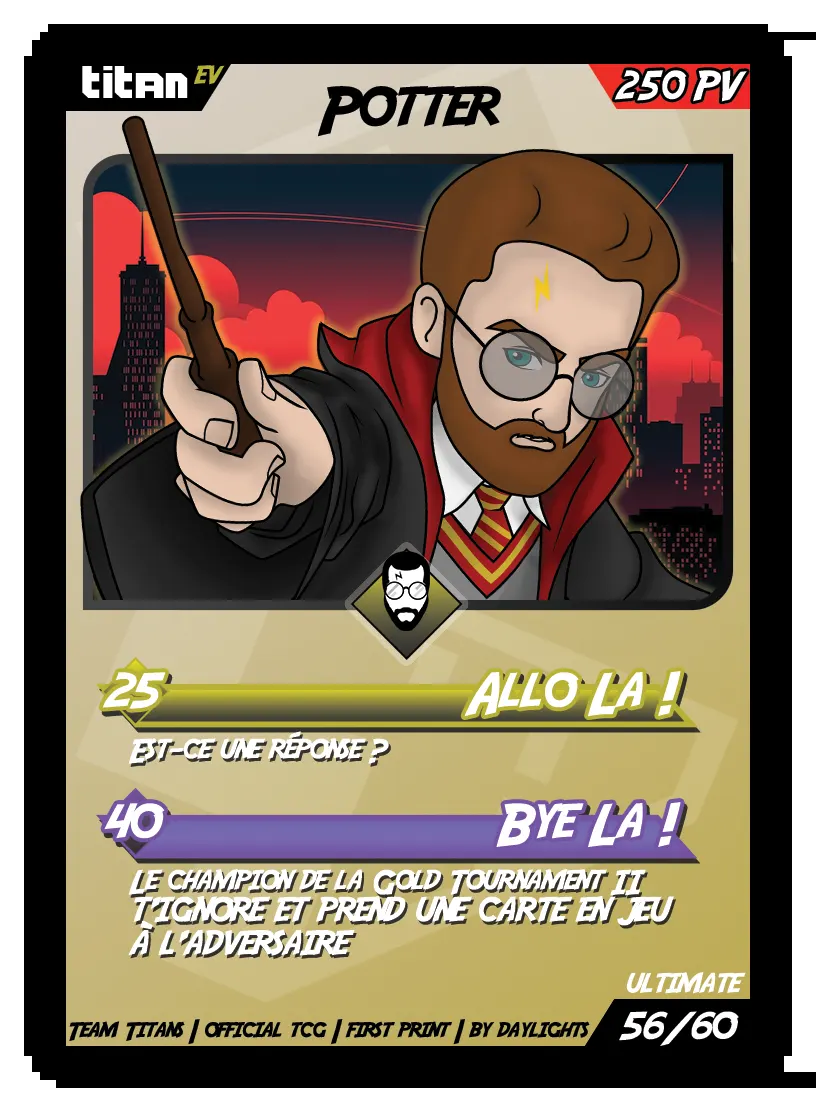 titan EV
POTTER
250 PV
25 ALLO LA !
EST-CE UNE RÉPONSE ?
40 BYE LA !
LE CHAMPION DE LA GOLD TOURNAMENT II
T'IGNORE ET PREND UNE CARTE EN JEU
À L'ADVERSAIRE
ULTIMATE
TEAM TITANS | OFFICIAL TCG | FIRST PRINT | BY DAYLIGHTS
56/60